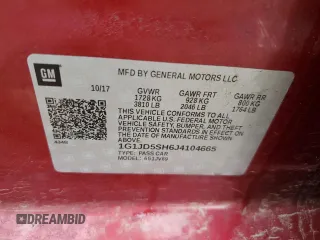 GM
MFD BY GENERAL MOTORS LLC
10/17
GVWR GAWR FRT GAWR RR
1728 KG 928 KG 800 KG
3810 LB 2046 LB 1764 LB
THIS VEHICLE CONFORMS TO ALL
APPLICABLE U.S. FEDERAL MOTOR
VEHICLE SAFETY, BUMPER, AND THEFT
PREVENTION STANDARDS IN EFFECT ON
THE DATE OF MANUFACTURE SHOWN ABOVE.
1G1JD5SH6J4104665
TYPE: PASS CAR
MODEL:
DREAMBID